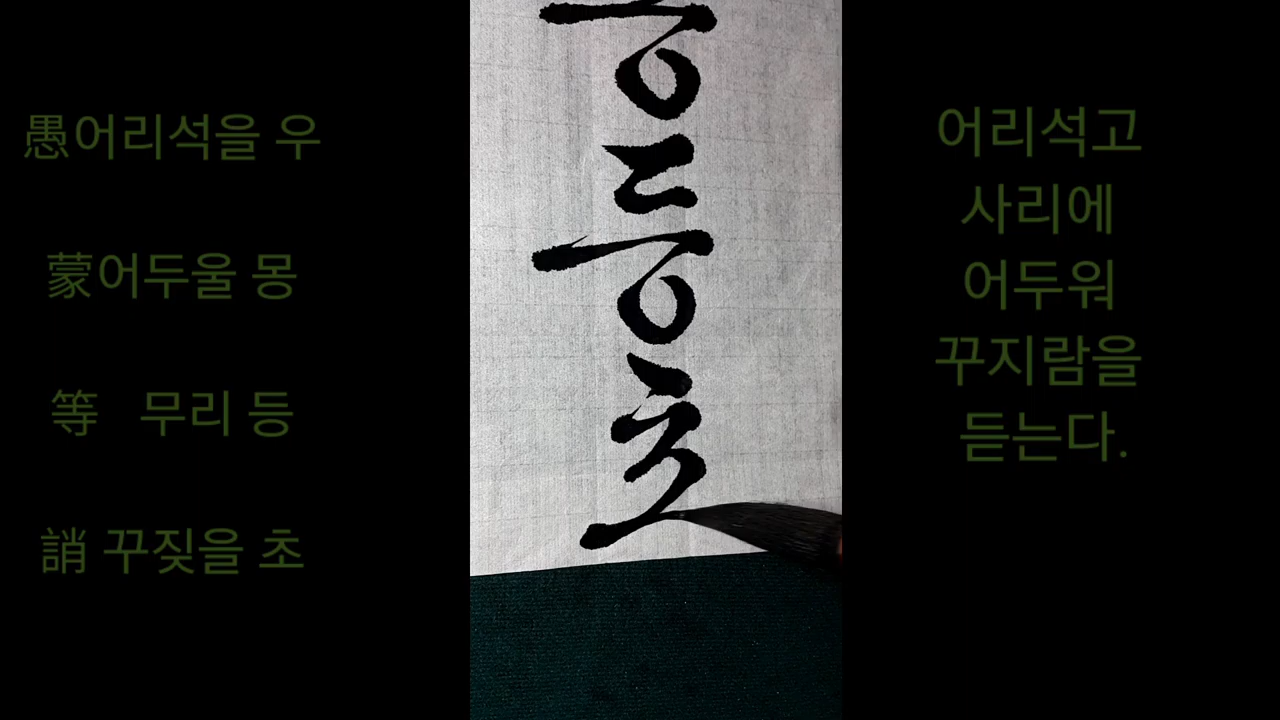 愚어리석을 우
蒙어두울 몽
等 무리 등
誚 꾸짖을 초
등
초
어리석고
사리에
어두워
꾸지람을
듣는다.